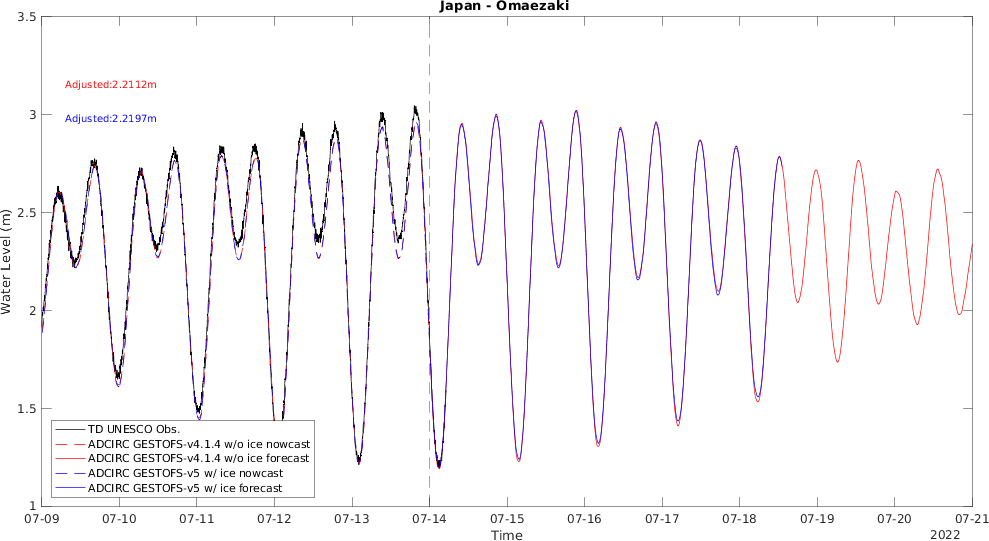 Japan - Omaezaki
3.5
3
2.5
2
1.5
1
Water Level (m)
Adjusted:2.2112m
Adjusted:2.2197m
TD UNESCO Obs.
ADCIRC GESTOFS-v4.1.4 w/o ice nowcast
ADCIRC GESTOFS-v4.1.4 w/o ice forecast
ADCIRC GESTOFS-v5 w/ ice nowcast
ADCIRC GESTOFS-v5 w/ ice forecast
07-09 07-10 07-11 07-12 07-13 07-14 07-15 07-16 07-17 07-18 07-19 07-20 07-21
Time
2022